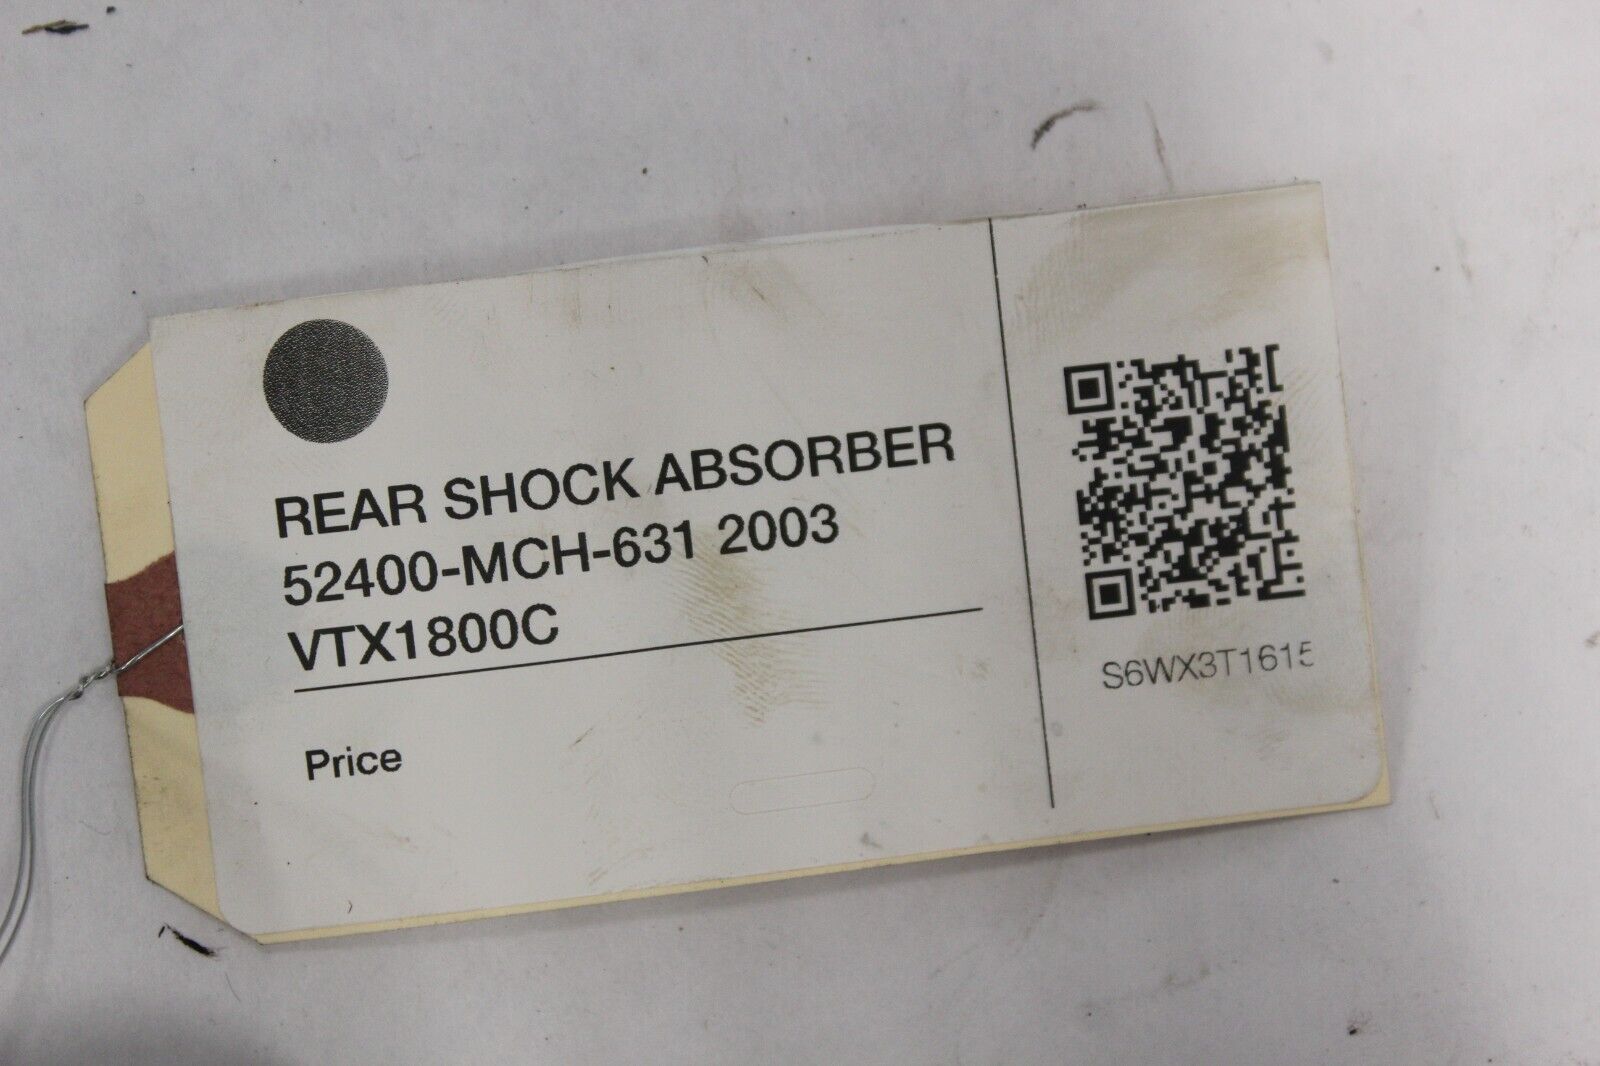 REAR SHOCK ABSORBER
52400-MCH-631 2003
VTX1800C
Price
S6WX3T1615